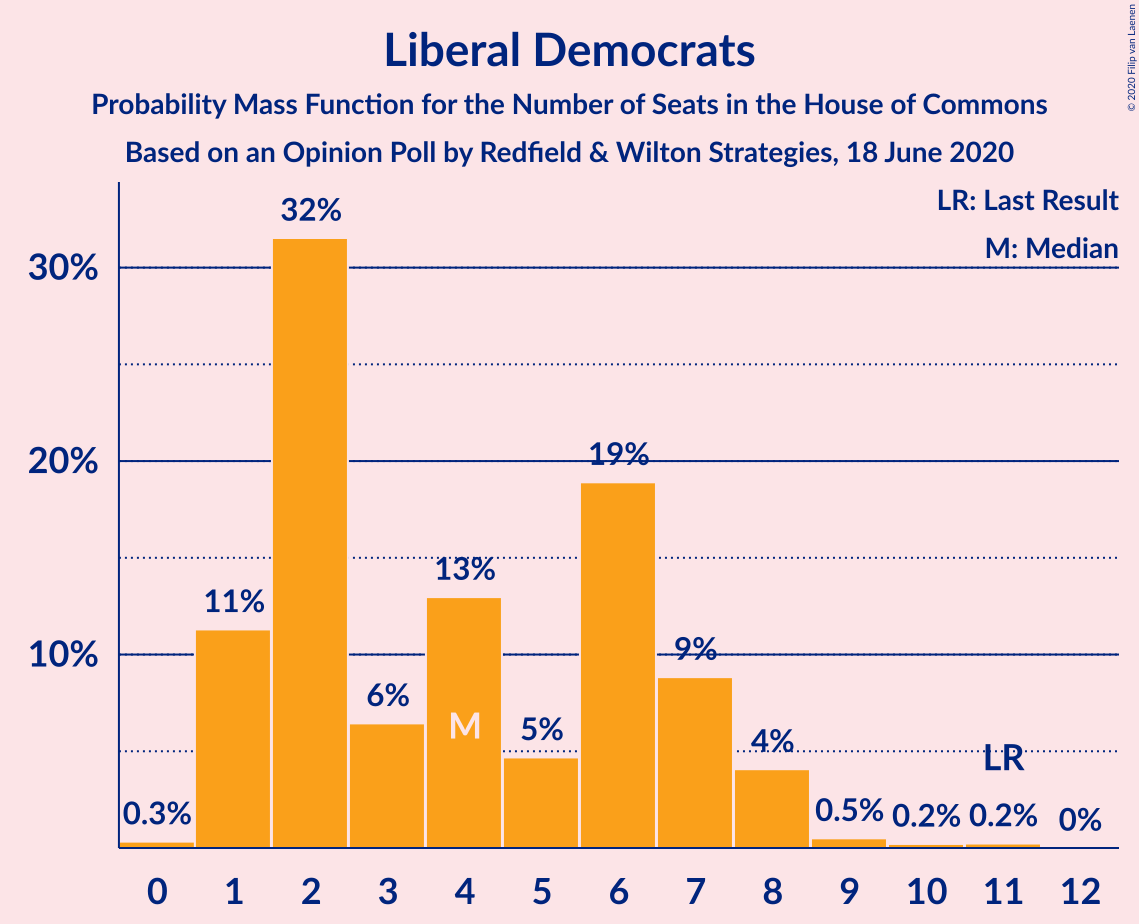 Liberal Democrats
Probability Mass Function for the Number of Seats in the House of Commons
Based on an Opinion Poll by Redfield & Wilton Strategies, 18 June 2020
© 2020 Filip van Laenen
LR: Last Result
M: Median
30%
20%
10%
0.3%
11%
32%
6%
13%
M
5%
19%
9%
4%
0.5%
0.2%
LR
0.2%
0%
0 1 2 3 4 5 6 7 8 9 10 11 12